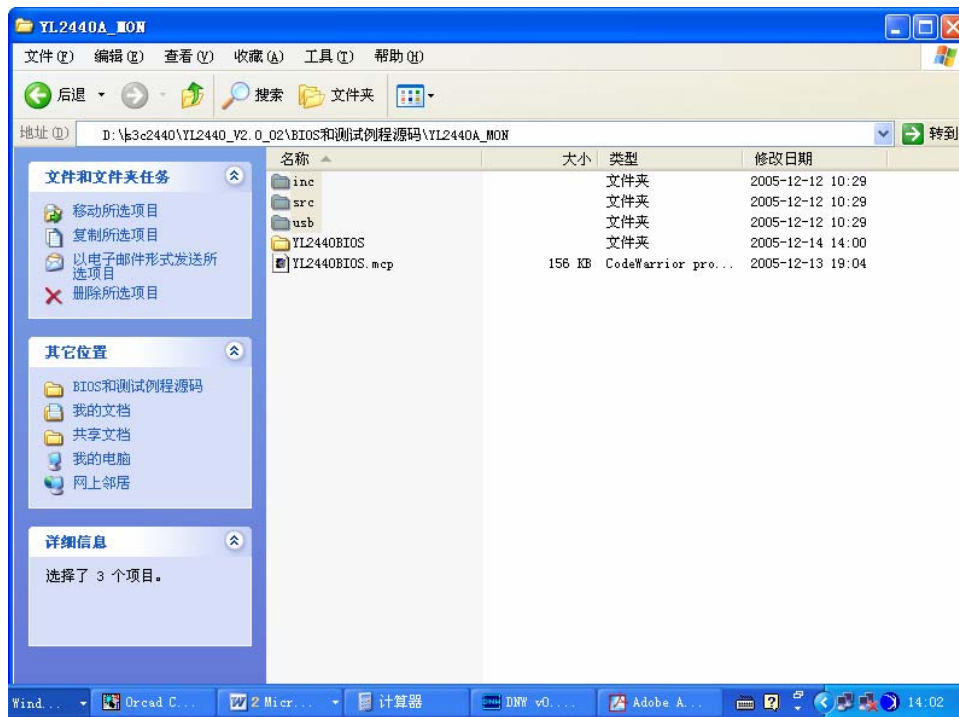 YL2440A_MON
文件(F) 编辑(E) 查看(V) 收藏(A) 工具(T) 帮助(H)
后退 搜索 文件夹
地址(D) D:\s3c2440\YL2440_V2.0_02\BIOS和测试例程源码\YL2440A_MON 转到
名称 大小 类型 修改日期
inc 文件夹 2005-12-12 10:29
src 文件夹 2005-12-12 10:29
usb 文件夹 2005-12-12 10:29
YL2440BIOS 文件夹 2005-12-14 14:00
YL2440BIOS.mcp 156 KB CodeWarrior pro... 2005-12-13 19:04
文件和文件夹任务
移动所选项目
复制所选项目
以电子邮件形式发送所
选项目
删除所选项目
其它位置
BIOS和测试例程源码
我的文档
共享文档
我的电脑
网上邻居
详细信息
选择了 3 个项目。
Wind... Orcad C... 2 Micr... 计算器 DNW v0.... Adobe A... 14:02